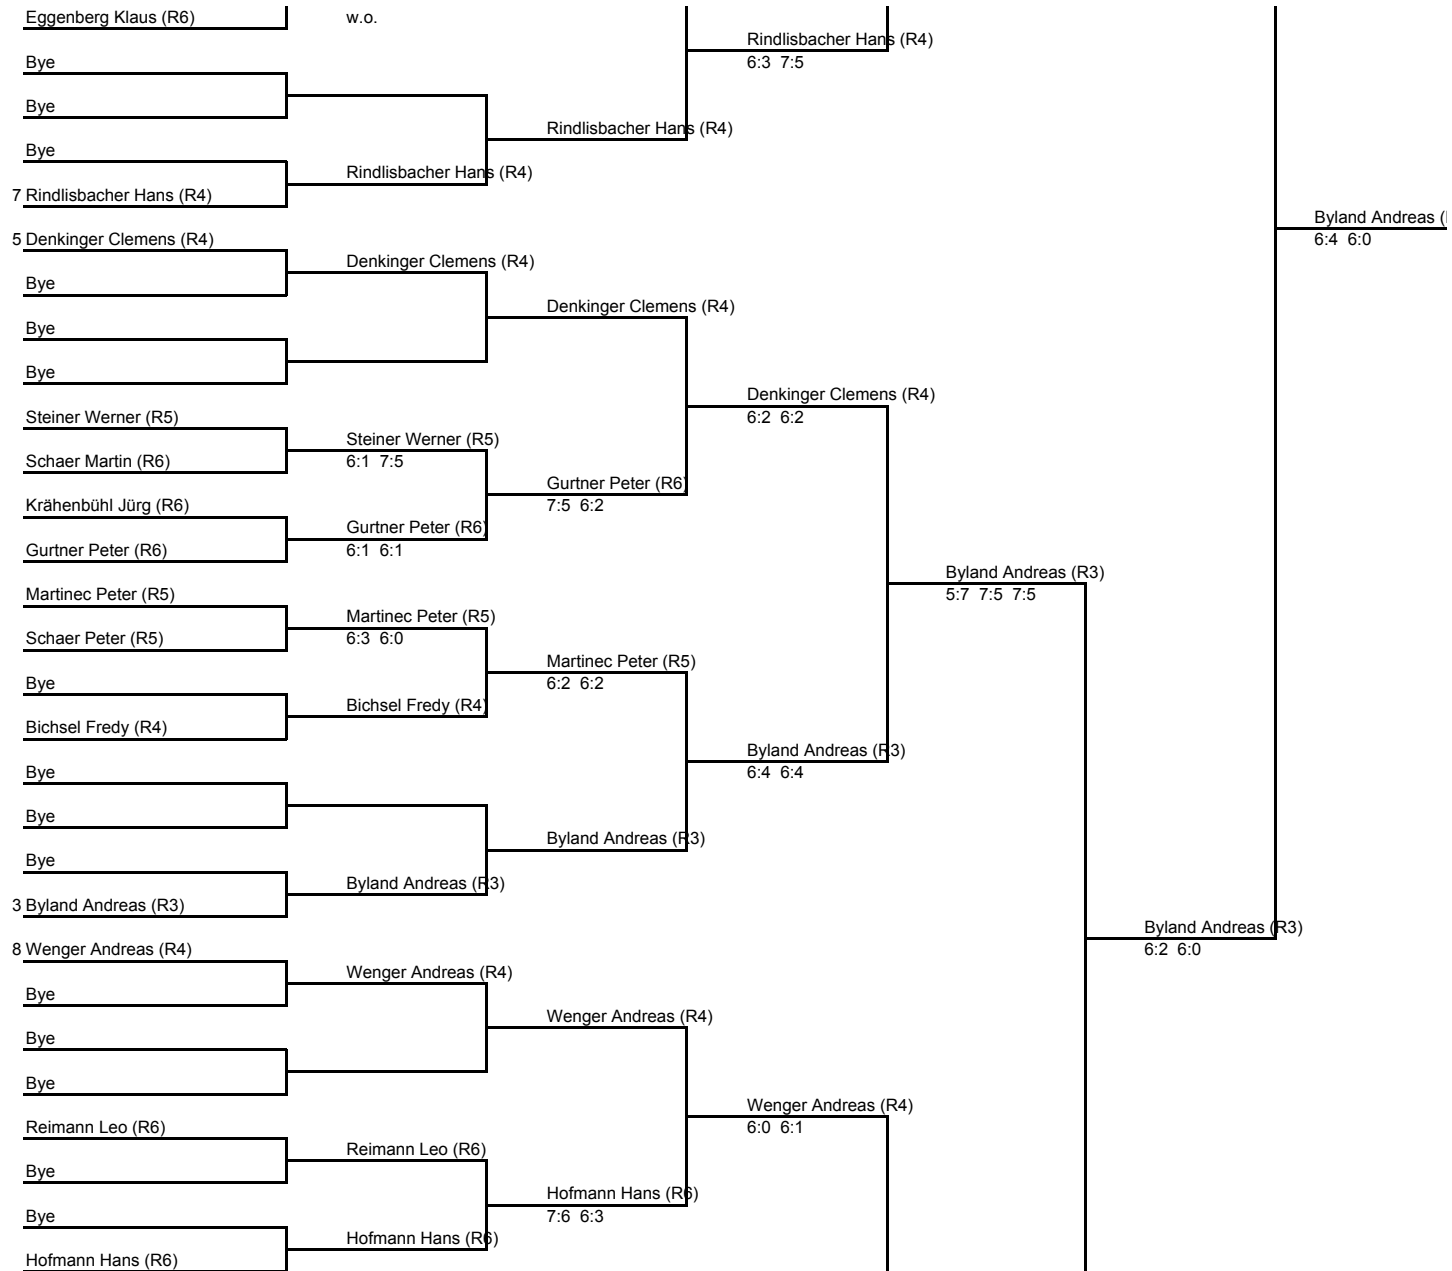 Eggenberg Klaus (R6)
w.o.
Rindlisbacher Hans (R4)
6:3 7:5
Bye
Bye
Rindlisbacher Hans (R4)
Bye
Rindlisbacher Hans (R4)
7 Rindlisbacher Hans (R4)
Byland Andreas (
6:4 6:0
5 Denkinger Clemens (R4)
Denkinger Clemens (R4)
Bye
Denkinger Clemens (R4)
Bye
Bye
Denkinger Clemens (R4)
6:2 6:2
Steiner Werner (R5)
Steiner Werner (R5)
6:1 7:5
Schaer Martin (R6)
Gurtner Peter (R6)
7:5 6:2
Krähenbühl Jürg (R6)
Gurtner Peter (R6)
6:1 6:1
Gurtner Peter (R6)
Byland Andreas (R3)
5:7 7:5 7:5
Martinec Peter (R5)
Martinec Peter (R5)
6:3 6:0
Schaer Peter (R5)
Martinec Peter (R5)
6:2 6:2
Bye
Bichsel Fredy (R4)
Bichsel Fredy (R4)
Byland Andreas (R3)
6:4 6:4
Bye
Bye
Byland Andreas (R3)
Bye
Byland Andreas (R3)
3 Byland Andreas (R3)
Byland Andreas (R3)
6:2 6:0
8 Wenger Andreas (R4)
Wenger Andreas (R4)
Bye
Wenger Andreas (R4)
Bye
Bye
Wenger Andreas (R4)
6:0 6:1
Reimann Leo (R6)
Reimann Leo (R6)
Bye
Hofmann Hans (R6)
7:6 6:3
Bye
Hofmann Hans (R6)
Hofmann Hans (R6)